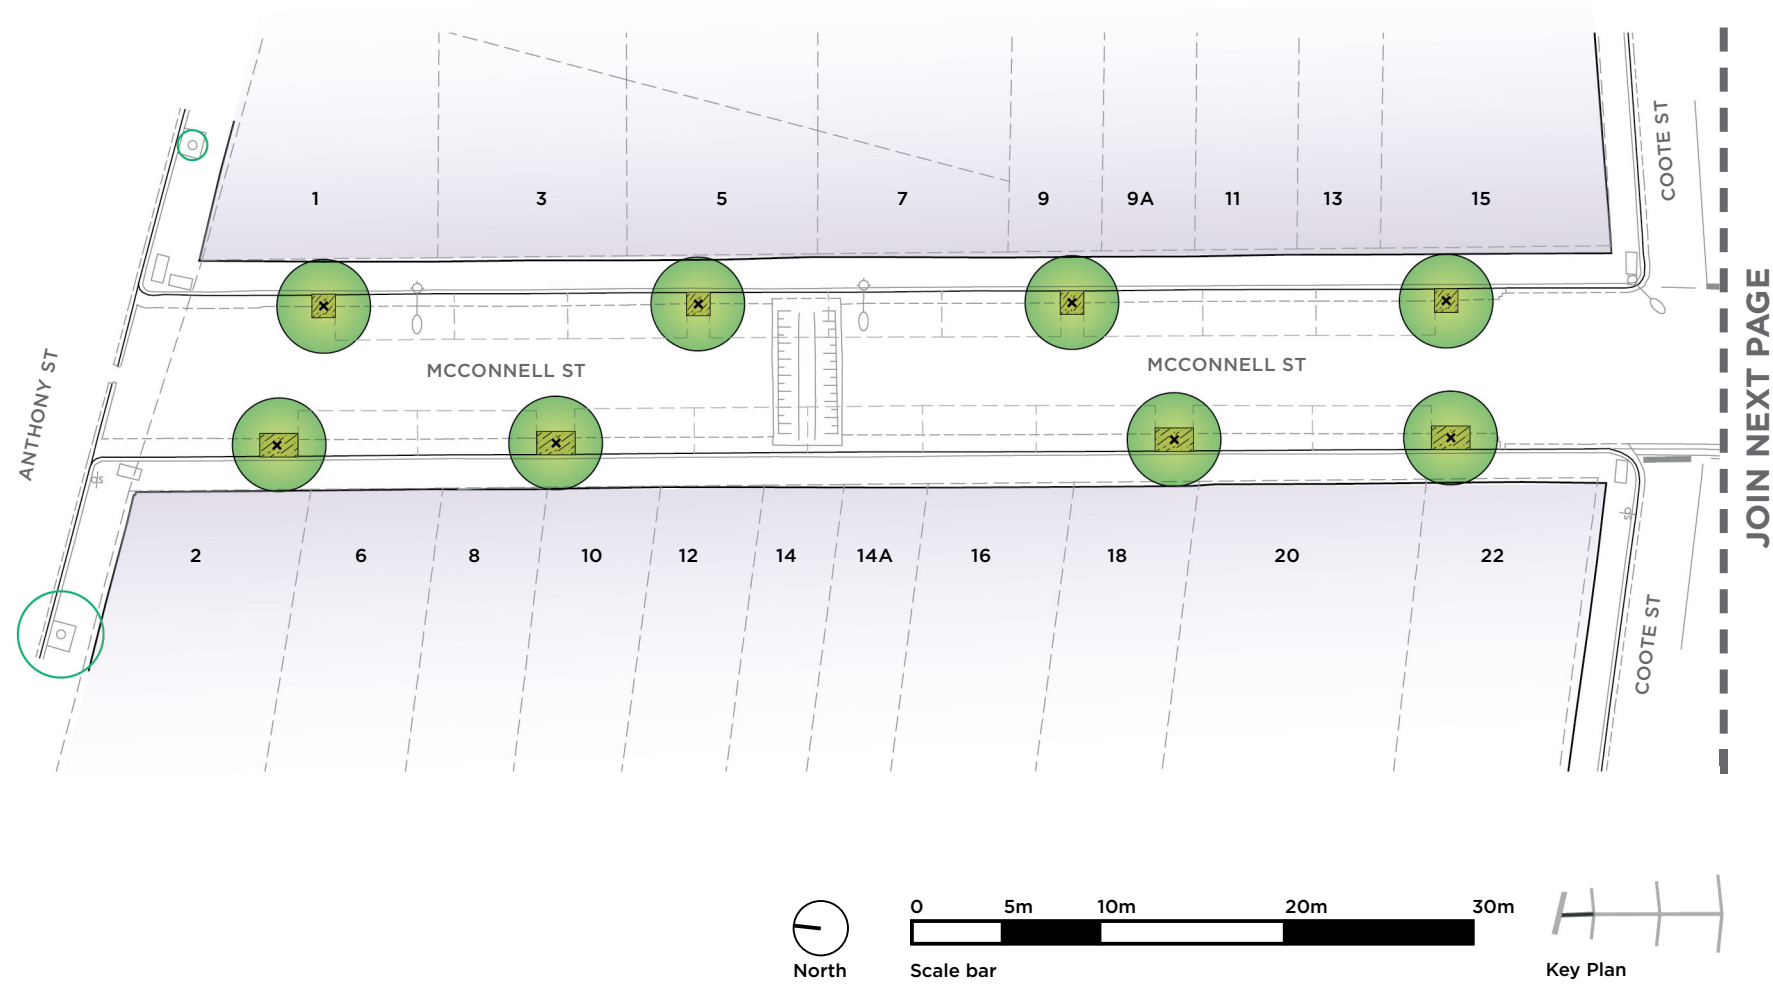 1 3 5 7 9 9A 11 13 15
COOTE ST
MCCONNELL ST
MCCONNELL ST
ANTHONY ST
JOIN NEXT PAGE
2 6 8 10 12 14 14A 16 18 20 22
COOTE ST
0 5m 10m 20m 30m
North
Scale bar
Key Plan